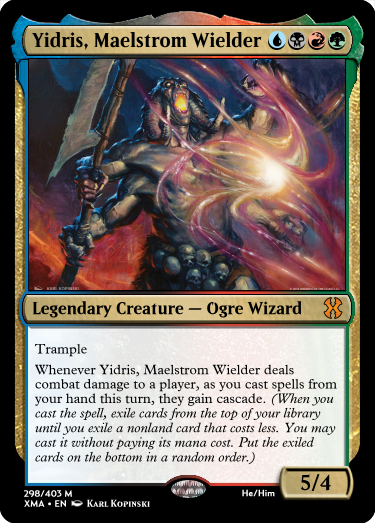 Yidris, Maelstrom Wielder
KARL KOPINSKI
Legendary Creature — Ogre Wizard
Trample
Whenever Yidris, Maelstrom Wielder deals
combat damage to a player, as you cast spells from
your hand this turn, they gain cascade. (When you
cast the spell, exile cards from the top of your library
until you exile a nonland card that costs less. You may
cast it without paying its mana cost. Put the exiled
cards on the bottom in a random order.)
5/4
298/403 M
He/Him
XMA • EN KARL KOPINSKI